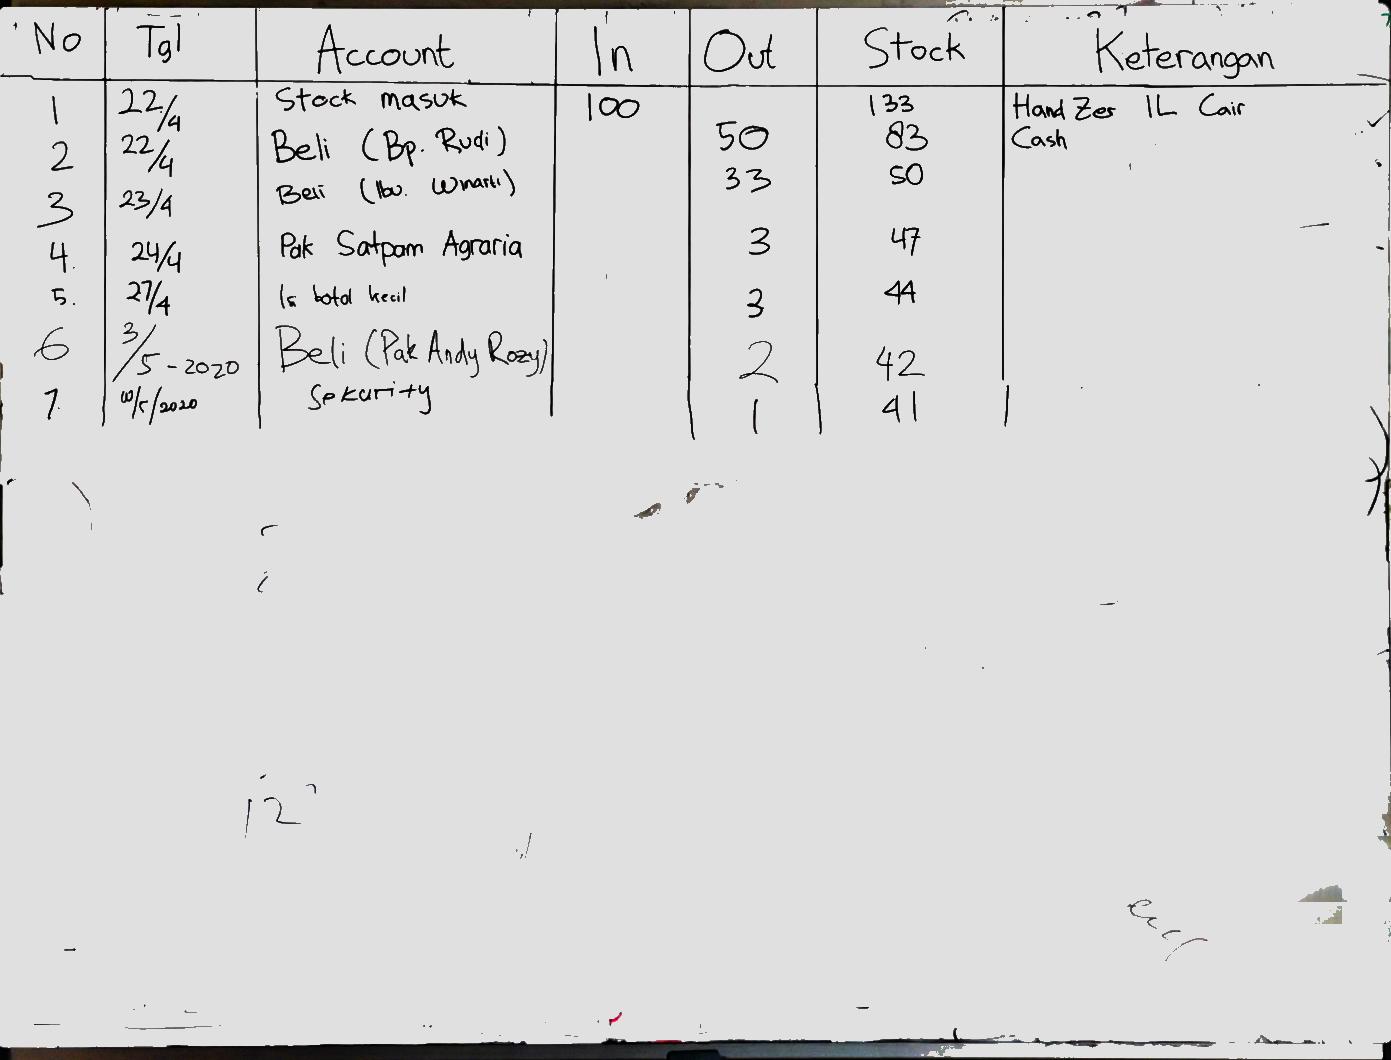 No Tgl Account In Out Stock Keterangan
1 22/4 Stock masuk 100 133 Hand Zer 1L Cair
2 22/4 Beli (Bp. Rudi) 50 83 Cash
3 23/4 Beli (Ibu. Winarti) 33 50
4. 24/4 Pak Satpam Agraria 3 47
5. 27/4 botol kecil 3 44
6 3/5-2020 Beli (Pak Andy Rozy) 2 42
7. /5/2020 Sekurity 1 41
12